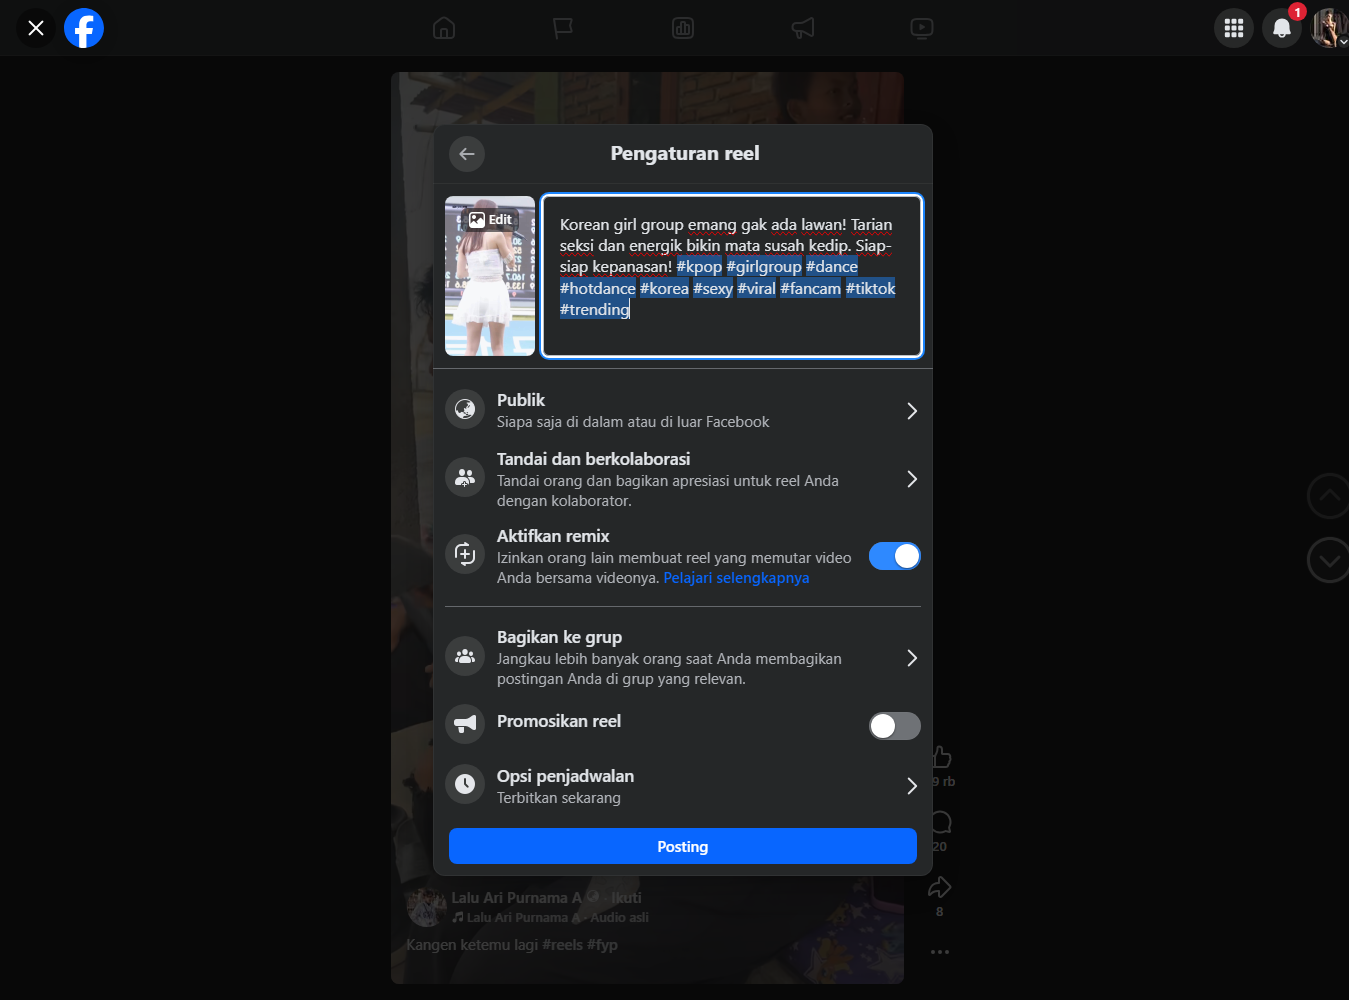 1
Pengaturan reel
Edit
Korean girl group emang gak ada lawan! Tarian
seksi dan energik bikin mata susah kedip. Siap-
siap kepanasan! #kpop #girlgroup #dance
#hotdance #korea #sexy #viral #fancam #tiktok
#trending
Publik
Siapa saja di dalam atau di luar Facebook
Tandai dan berkolaborasi
Tandai orang dan bagikan apresiasi untuk reel Anda
dengan kolaborator.
Aktifkan remix
Izinkan orang lain membuat reel yang memutar video
Anda bersama videonya. Pelajari selengkapnya
Bagikan ke grup
Jangkau lebih banyak orang saat Anda membagikan
postingan Anda di grup yang relevan.
Promosikan reel
Opsi penjadwalan
Terbitkan sekarang
Posting
9 rb
20
8
Lalu Ari Purnama A · Ikuti
Lalu Ari Purnama A · Audio asli
Kangen ketemu lagi #reels #fyp